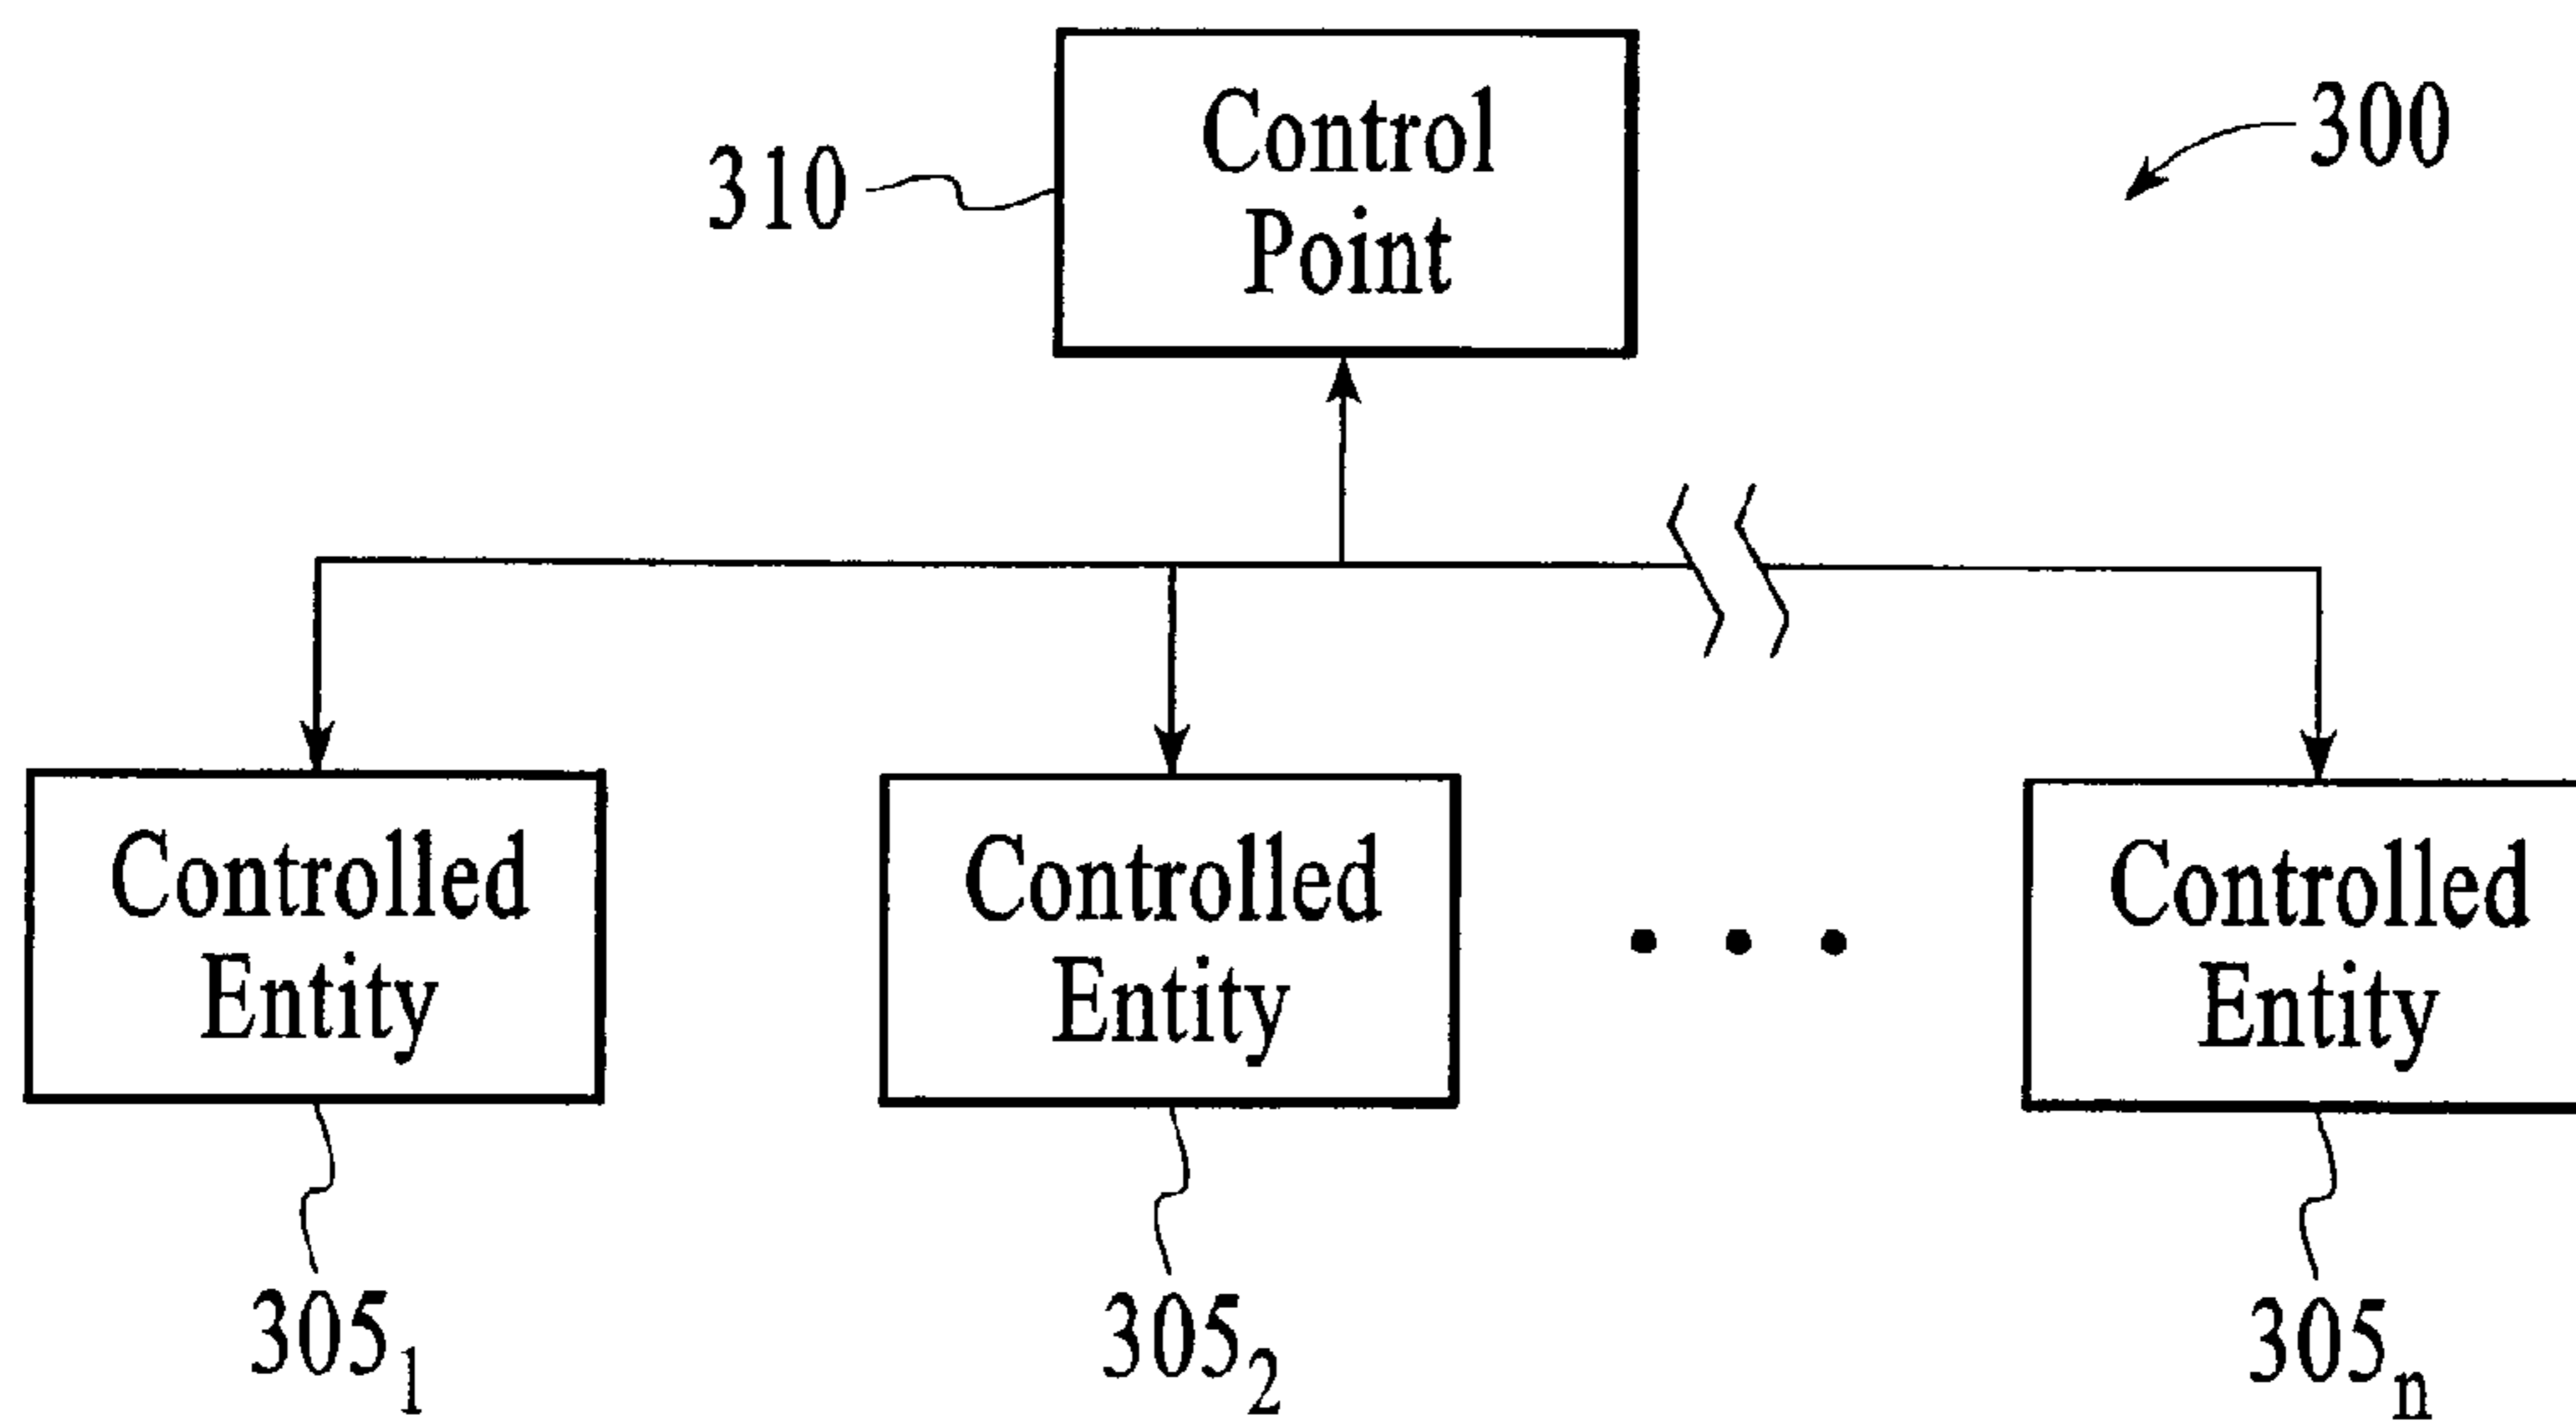 Control
Point
310
300
Controlled
Entity
Controlled
Entity
Controlled
Entity
305₁
305₂
305ₙ